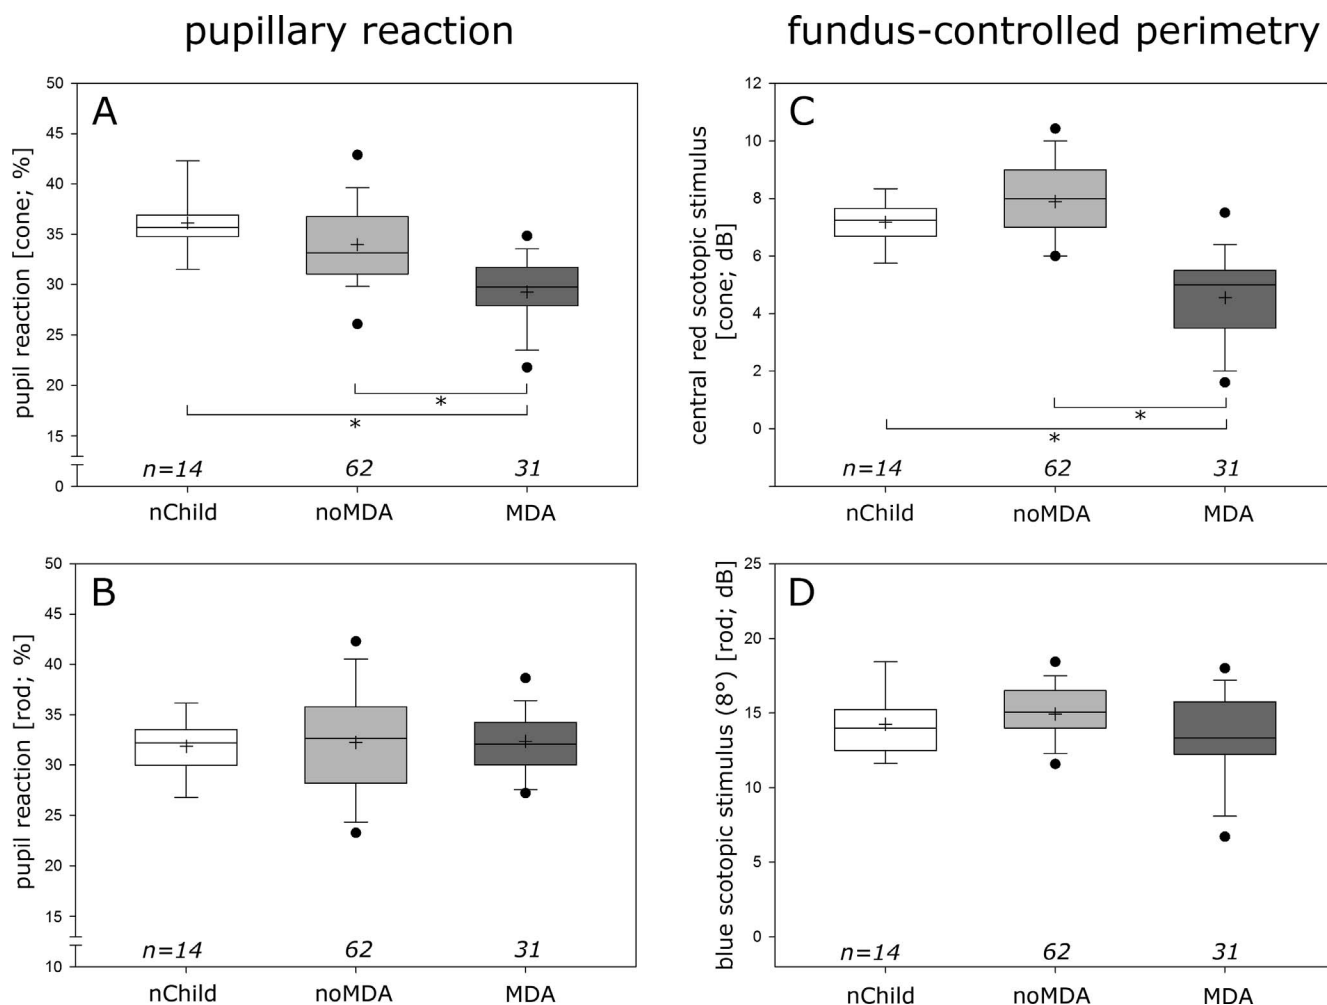 pupillary reaction
fundus-controlled perimetry
A
pupil reaction [cone; %]
50
45
40
35
30
25
20
15
0
*
*
n=14 62 31
nChild noMDA MDA
C
central red scotopic stimulus
[cone; dB]
12
10
8
6
4
2
0
*
*
n=14 62 31
nChild noMDA MDA
B
pupil reaction [rod; %]
50
45
40
35
30
25
20
15
10
n=14 62 31
nChild noMDA MDA
D
blue scotopic stimulus (8°) [rod; dB]
25
20
15
10
5
0
n=14 62 31
nChild noMDA MDA